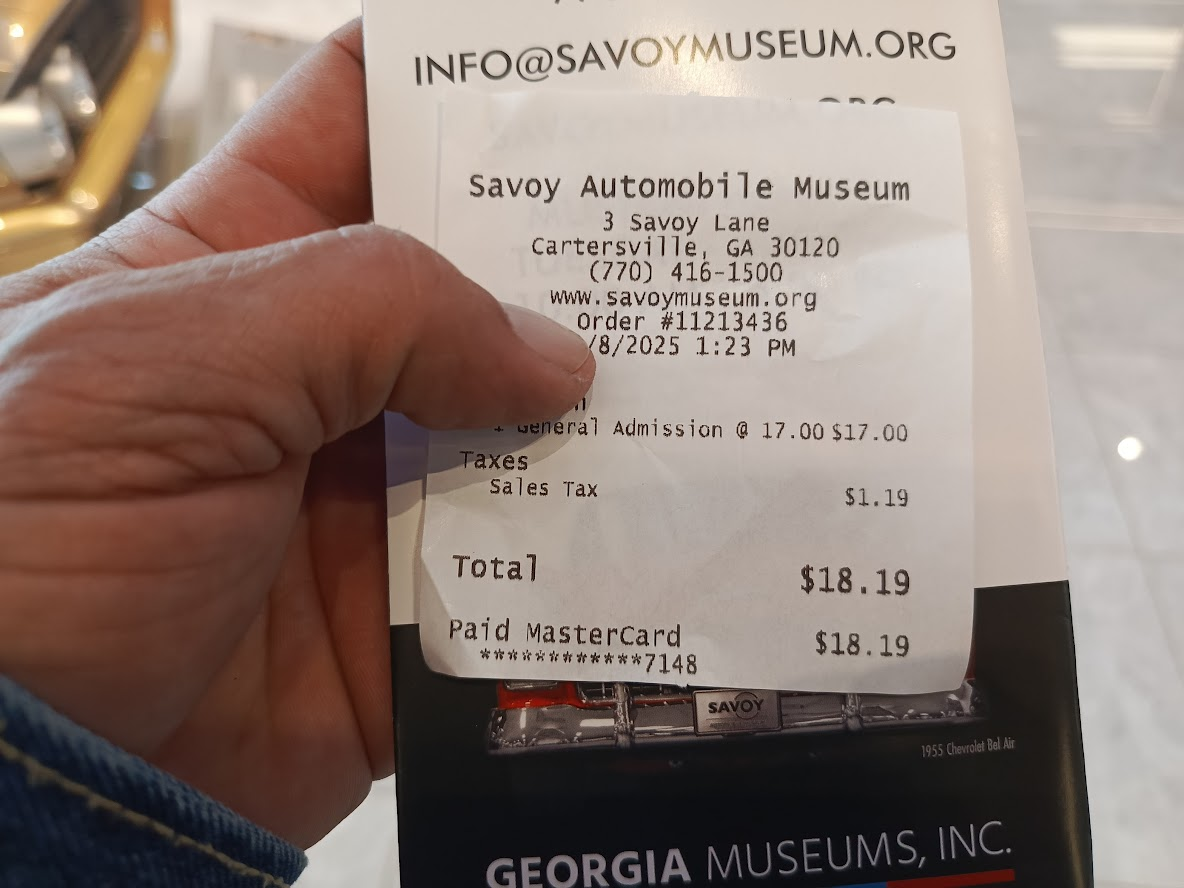 INFO@SAVOYMUSEUM.ORG
Savoy Automobile Museum
3 Savoy Lane
Cartersville, GA 30120
(770) 416-1500
www.savoymuseum.org
Order #11213436
/8/2025 1:23 PM
General Admission @ 17.00 $17.00
Taxes
Sales Tax $1.19
Total $18.19
Paid MasterCard $18.19
************7148
SAVOY
1955 Chevrolet Bel Air
GEORGIA MUSEUMS, INC.